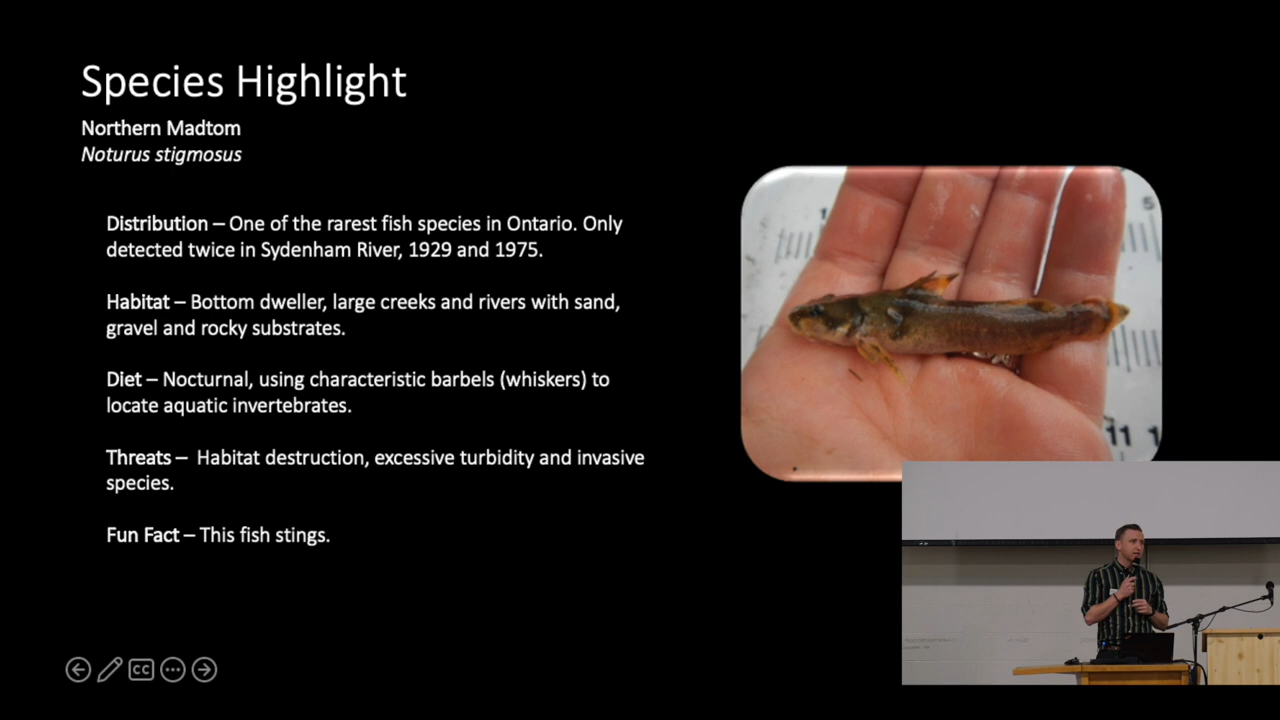 Species Highlight
Northern Madtom
Noturus stigmosus
Distribution – One of the rarest fish species in Ontario. Only
detected twice in Sydenham River, 1929 and 1975.
Habitat – Bottom dweller, large creeks and rivers with sand,
gravel and rocky substrates.
Diet – Nocturnal, using characteristic barbels (whiskers) to
locate aquatic invertebrates.
Threats – Habitat destruction, excessive turbidity and invasive
species.
Fun Fact – This fish stings.
5
11
CC